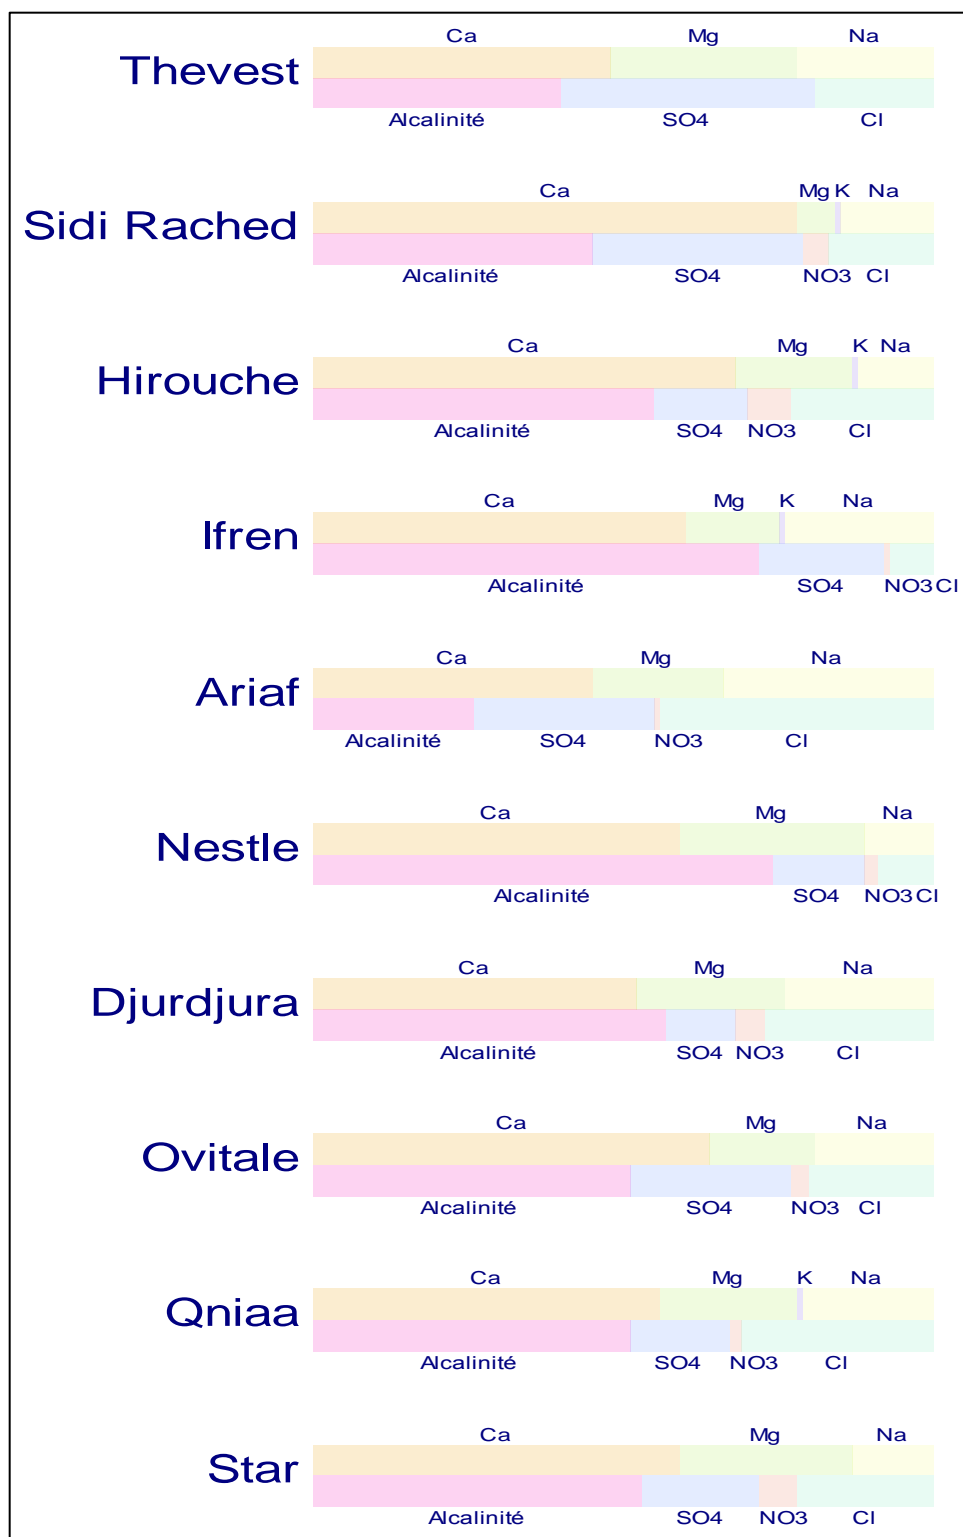 Ca Mg Na
Thevest
Alcalinité SO4 Cl
Ca Mg K Na
Sidi Rached
Alcalinité SO4 NO3 Cl
Ca Mg K Na
Hirouche
Alcalinité SO4 NO3 Cl
Ca Mg K Na
Ifren
Alcalinité SO4 NO3 Cl
Ca Mg Na
Ariaf
Alcalinité SO4 NO3 Cl
Ca Mg Na
Nestle
Alcalinité SO4 NO3 Cl
Ca Mg Na
Djurdjura
Alcalinité SO4 NO3 Cl
Ca Mg Na
Ovitale
Alcalinité SO4 NO3 Cl
Ca Mg K Na
Qniaa
Alcalinité SO4 NO3 Cl
Ca Mg Na
Star
Alcalinité SO4 NO3 Cl